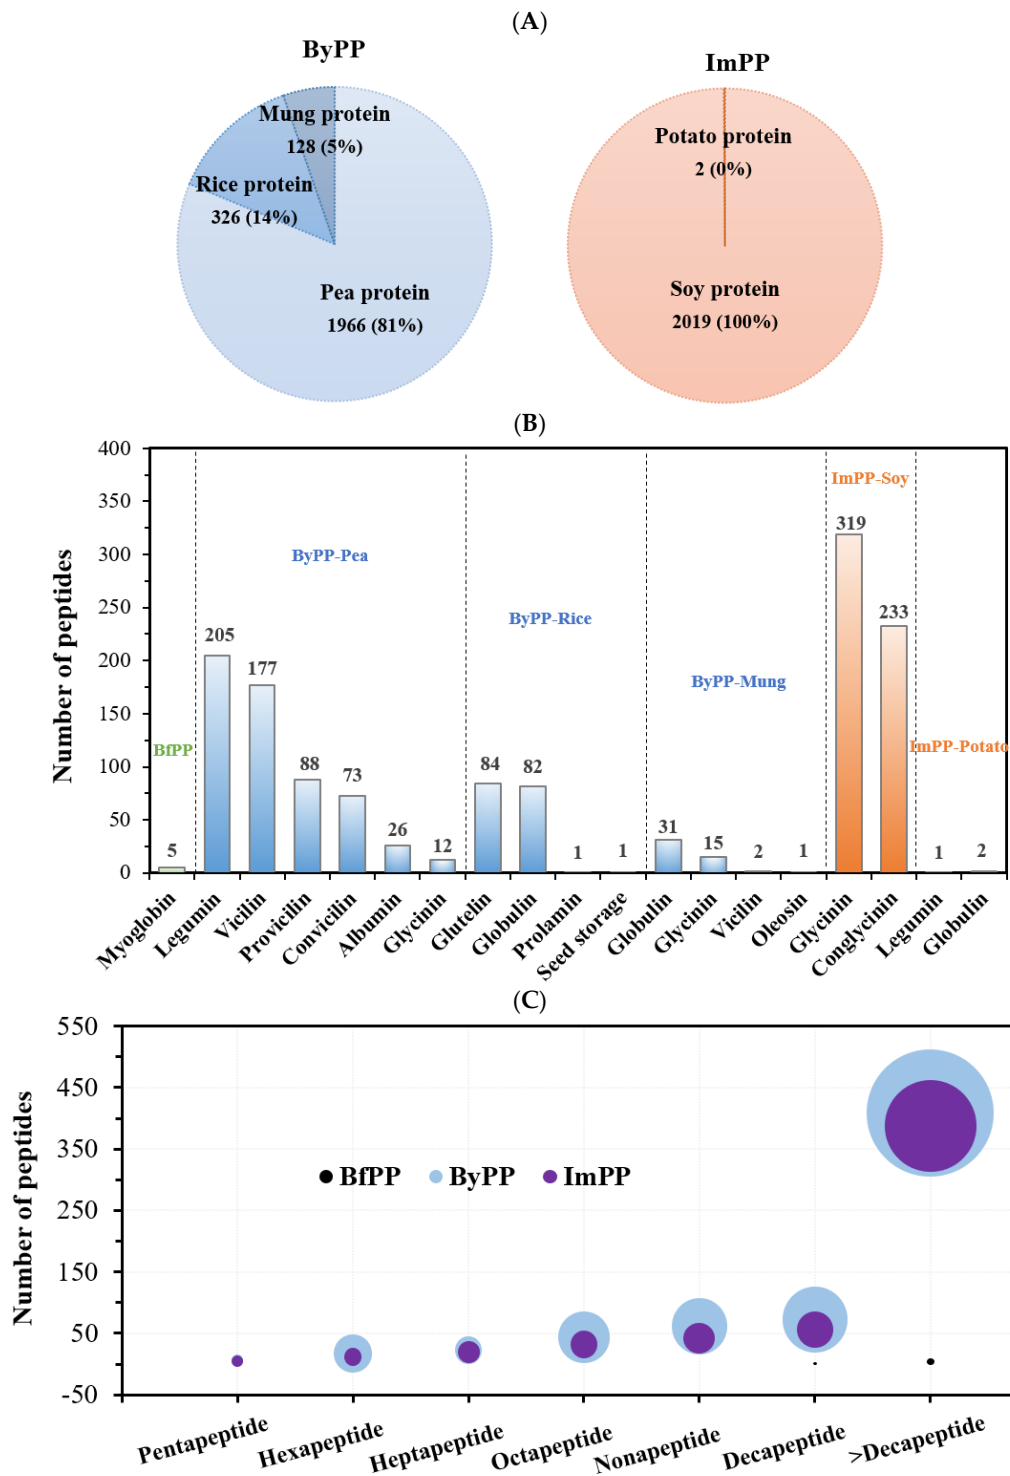 (A)
ByPP
ImPP
Mung protein
128 (5%)
Rice protein
326 (14%)
Pea protein
1966 (81%)
Potato protein
2 (0%)
Soy protein
2019 (100%)
(B)
Number of peptides
400
350
300
250
200
150
100
50
0
BfPP
ByPP-Pea
ByPP-Rice
ByPP-Mung
ImPP-Soy
ImPP-Potato
5
205
177
88
73
26
12
84
82
1
1
31
15
2
1
319
233
1
2
Myoglobin
Legumin
Vicilin
Provicilin
Convicilin
Albumin
Glycinin
Glutelin
Globulin
Prolamin
Seed storage
Globulin
Glycinin
Vicilin
Oleosin
Glycinin
Conglycinin
Legumin
Globulin
(C)
Number of peptides
550
450
350
250
150
50
-50
BfPP ByPP ImPP
Pentapeptide
Hexapeptide
Heptapeptide
Octapeptide
Nonapeptide
Decapeptide
>Decapeptide